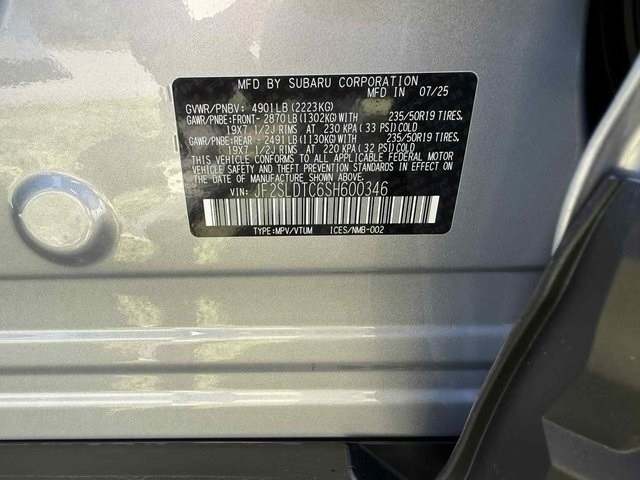 MFD BY SUBARU CORPORATION
MFD IN 07/25
GVWR/PNBV: 4901LB(2223KG)
GAWR/PNBE:FRONT- 2870LB(1302KG)WITH 235/50R19 TIRES,
19X7 1/2J RIMS AT 230 KPA(33 PSI)COLD
GAWR/PNBE:REAR - 2491LB(1130KG)WITH 235/50R19 TIRES,
19X7 1/2J RIMS AT 220 KPA(32 PSI)COLD
THIS VEHICLE CONFORMS TO ALL APPLICABLE FEDERAL MOTOR
VEHICLE SAFETY AND THEFT PREVENTION STANDARDS IN EFFECT ON THE
DATE OF MANUFACTURE SHOWN ABOVE.
VIN: JF2SLDTC6SH600346
TYPE:MPV/VTUM ICES/NMB-002